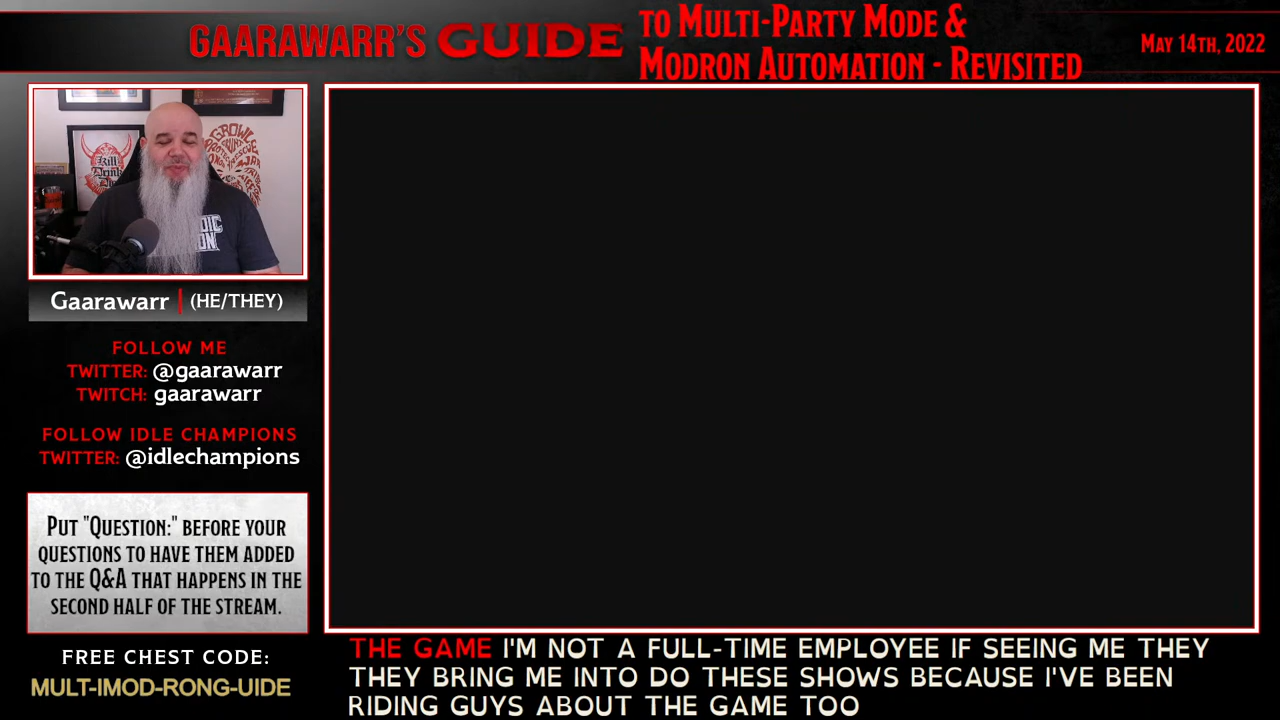 GAARAWARR'S GUIDE TO MULTI-PARTY MODE &
MODRON AUTOMATION - REVISITED
MAY 14TH, 2022
Kill
Drink
GROWLER
Gaarawarr | (HE/THEY)
FOLLOW ME
TWITTER: @gaarawarr
TWITCH: gaarawarr
FOLLOW IDLE CHAMPIONS
TWITTER: @idlechampions
PUT "QUESTION:" BEFORE YOUR
QUESTIONS TO HAVE THEM ADDED
TO THE Q&A THAT HAPPENS IN THE
SECOND HALF OF THE STREAM.
FREE CHEST CODE:
MULT-IMOD-RONG-UIDE
THE GAME I'M NOT A FULL-TIME EMPLOYEE IF SEEING ME THEY
THEY BRING ME INTO DO THESE SHOWS BECAUSE I'VE BEEN
RIDING GUYS ABOUT THE GAME TOO